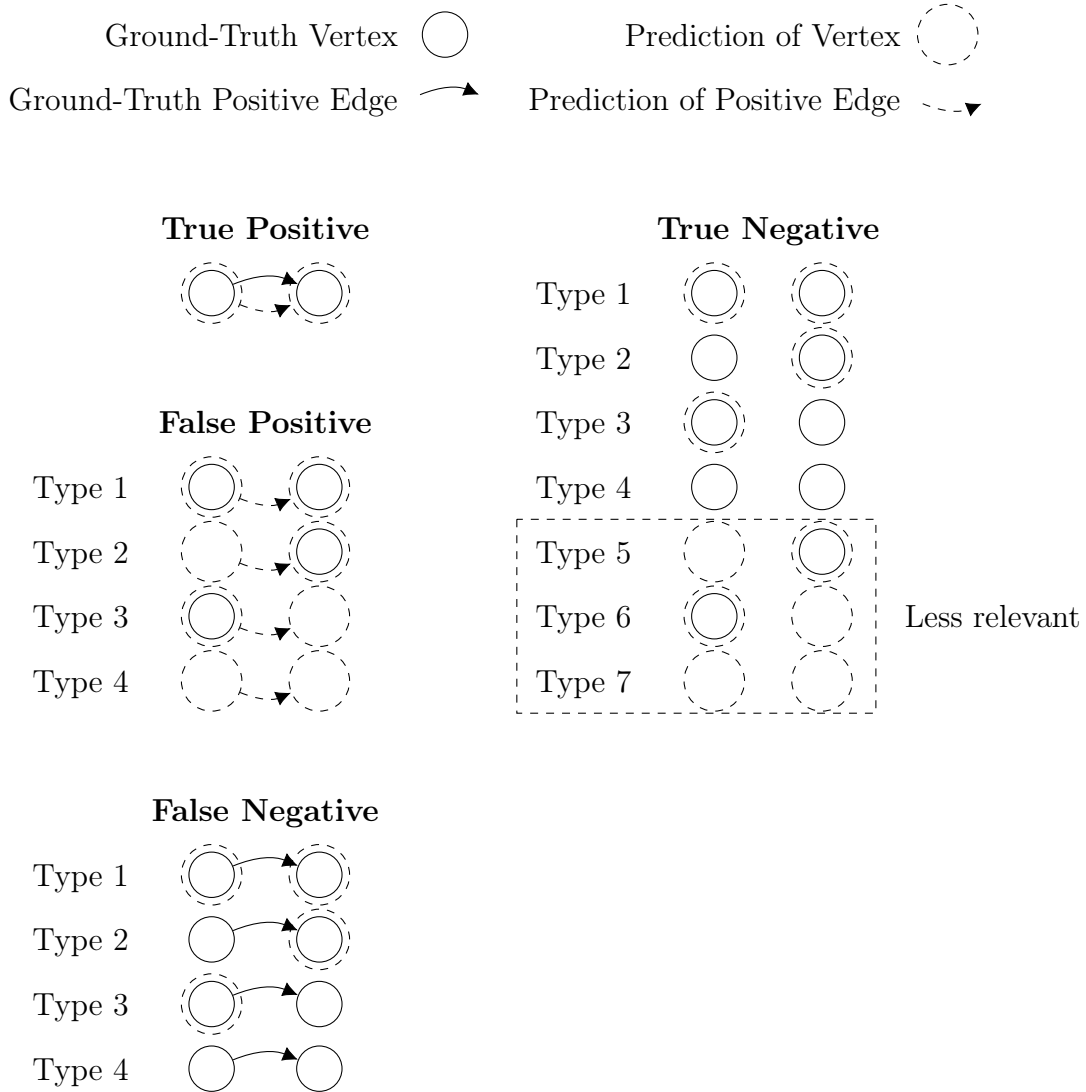 Ground-Truth Vertex
Prediction of Vertex
Ground-Truth Positive Edge
Prediction of Positive Edge
True Positive
True Negative
Type 1
Type 2
Type 3
Type 4
Type 5
Type 6
Type 7
Less relevant
False Positive
Type 1
Type 2
Type 3
Type 4
False Negative
Type 1
Type 2
Type 3
Type 4